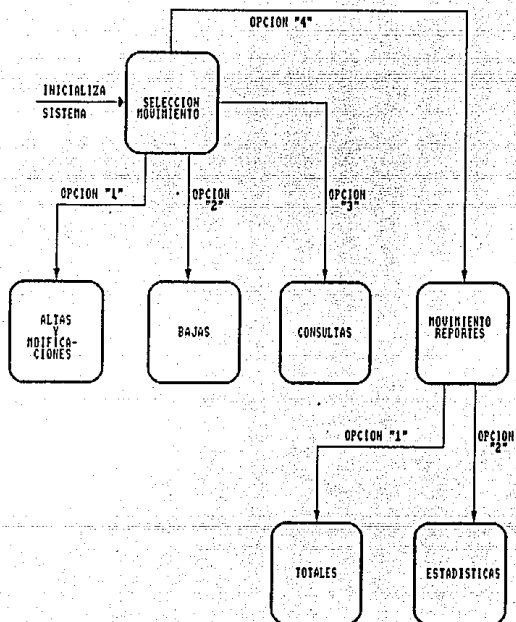 OPCION "4"
INICIALIZA
SISTEMA
SELECCION
MOVIMIENTO
OPCION "1"
OPCION
"2"
OPCION
"3"
ALTAS
Y
MOIFICA-
CIONES
BAJAS
CONSULTAS
MOVIMIENTO
REPORTES
OPCION "1"
OPCION
"2"
TOTALES
ESTADISTICAS